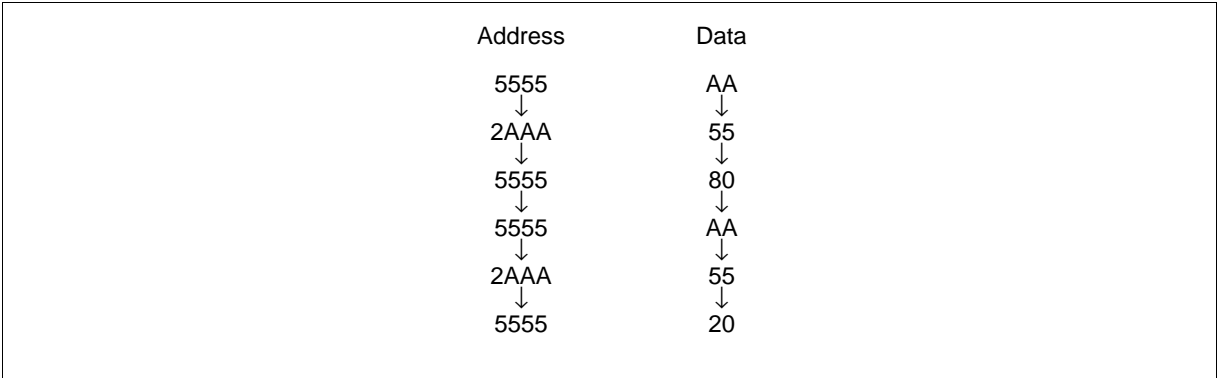 Address Data
5555 AA
↓ ↓
2AAA 55
↓ ↓
5555 80
↓ ↓
5555 AA
↓ ↓
2AAA 55
↓ ↓
5555 20